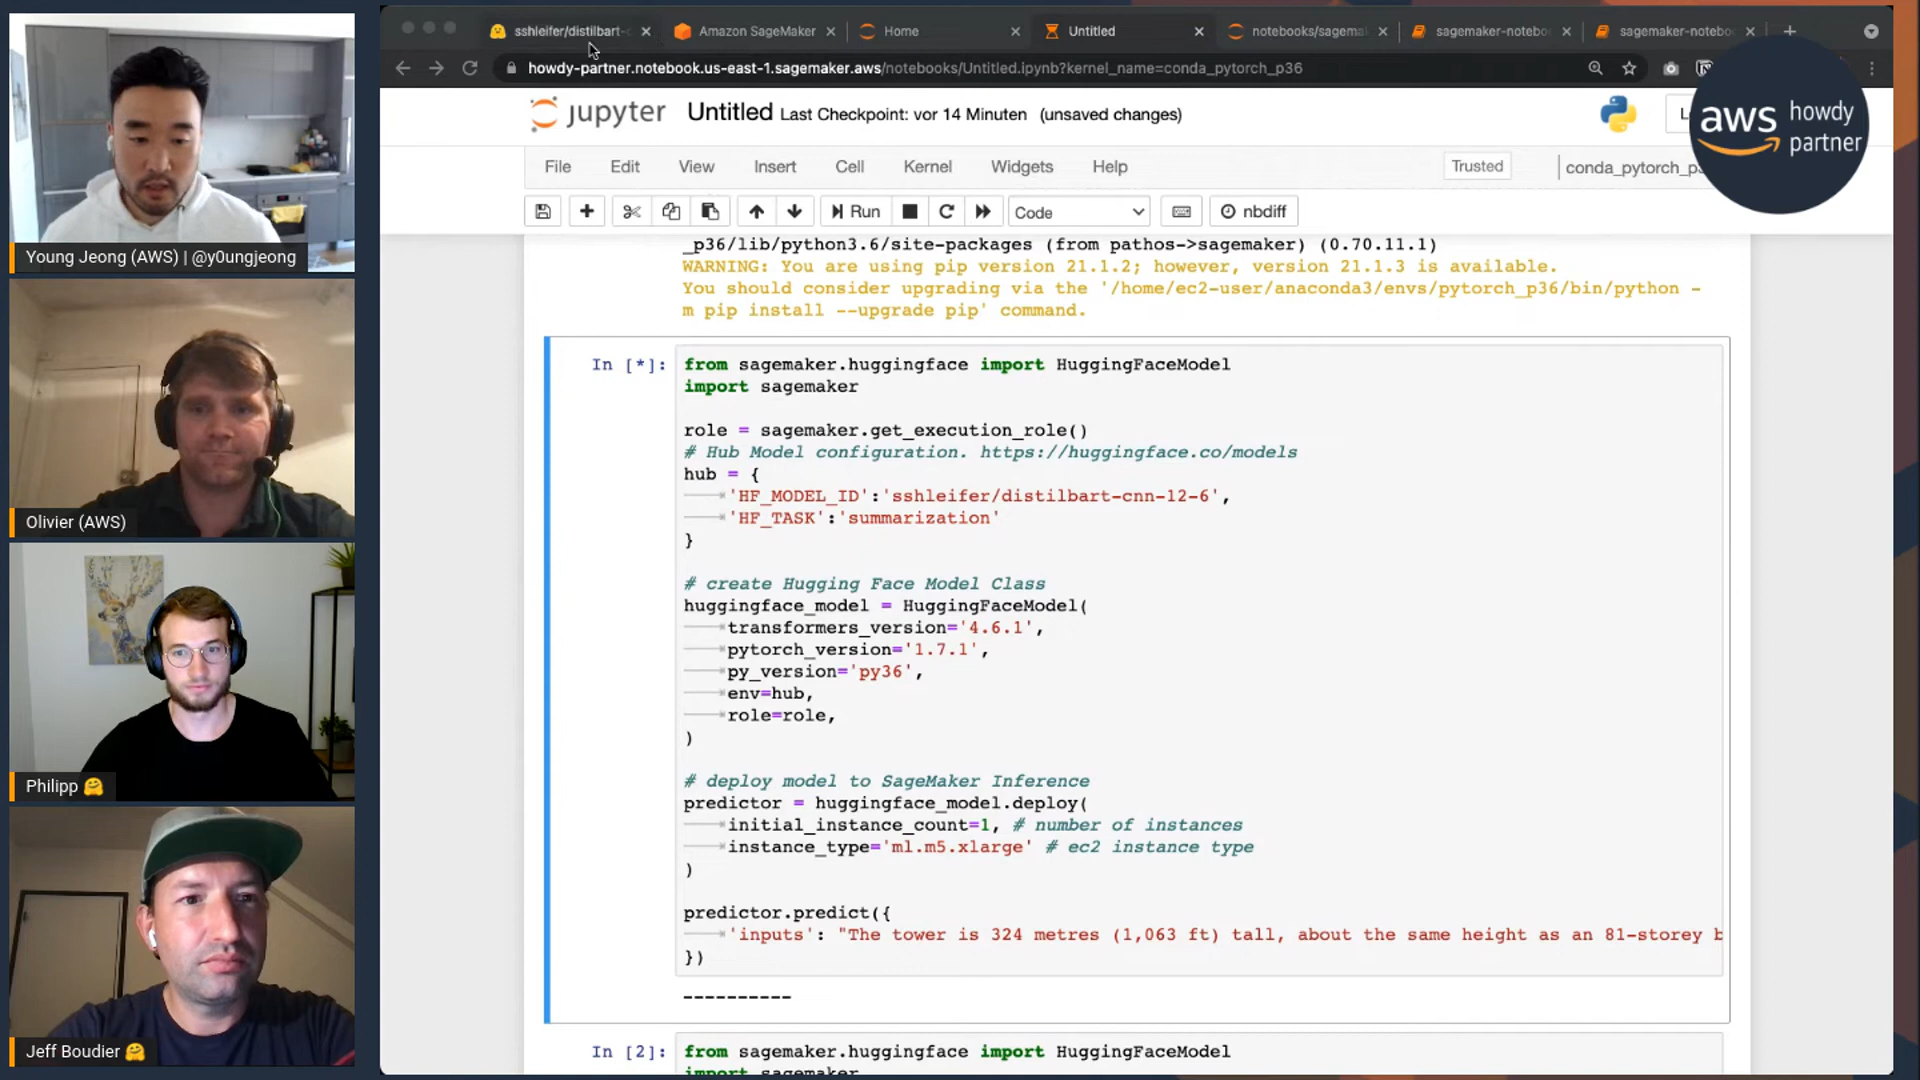 sshleifer/distilbart-
Amazon SageMaker
Home
Untitled
notebooks/sagema
sagemaker-notebo
sagemaker-notebo
howdy-partner.notebook.us-east-1.sagemaker.aws/notebooks/Untitled.ipynb?kernel_name=conda_pytorch_p36
jupyter
Untitled Last Checkpoint: vor 14 Minuten (unsaved changes)
aws howdy partner
File Edit View Insert Cell Kernel Widgets Help
Trusted
conda_pytorch_p3
Run
Code
nbdiff
_p36/lib/python3.6/site-packages (from pathos->sagemaker) (0.70.11.1)
WARNING: You are using pip version 21.1.2; however, version 21.1.3 is available.
You should consider upgrading via the '/home/ec2-user/anaconda3/envs/pytorch_p36/bin/python -
m pip install --upgrade pip' command.
In [*]:
from sagemaker.huggingface import HuggingFaceModel
import sagemaker
role = sagemaker.get_execution_role()
# Hub Model configuration. https://huggingface.co/models
hub = {
'HF_MODEL_ID':'sshleifer/distilbart-cnn-12-6',
'HF_TASK':'summarization'
}
# create Hugging Face Model Class
huggingface_model = HuggingFaceModel(
transformers_version='4.6.1',
pytorch_version='1.7.1',
py_version='py36',
env=hub,
role=role,
)
# deploy model to SageMaker Inference
predictor = huggingface_model.deploy(
initial_instance_count=1, # number of instances
instance_type='ml.m5.xlarge' # ec2 instance type
)
predictor.predict({
'inputs': "The tower is 324 metres (1,063 ft) tall, about the same height as an 81-storey b
})
----------
In [2]:
from sagemaker.huggingface import HuggingFaceModel
import sagemaker
Young Jeong (AWS) | @y0ungjeong
Olivier (AWS)
Philipp 🤗
Jeff Boudier 🤗